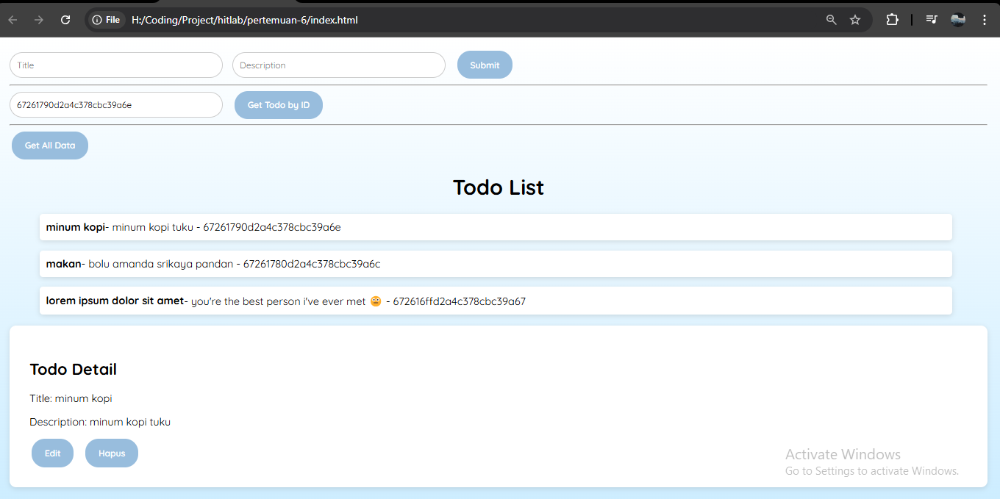 File H:/Coding/Project/hitlab/pertemuan-6/index.html
Title Description Submit
67261790d2a4c378cbc39a6e Get Todo by ID
Get All Data
Todo List
minum kopi- minum kopi tuku - 67261790d2a4c378cbc39a6e
makan- bolu amanda srikaya pandan - 67261780d2a4c378cbc39a6c
lorem ipsum dolor sit amet- you're the best person i've ever met 🙂 - 672616ffd2a4c378cbc39a67
Todo Detail
Title: minum kopi
Description: minum kopi tuku
Edit Hapus
Activate Windows
Go to Settings to activate Windows.